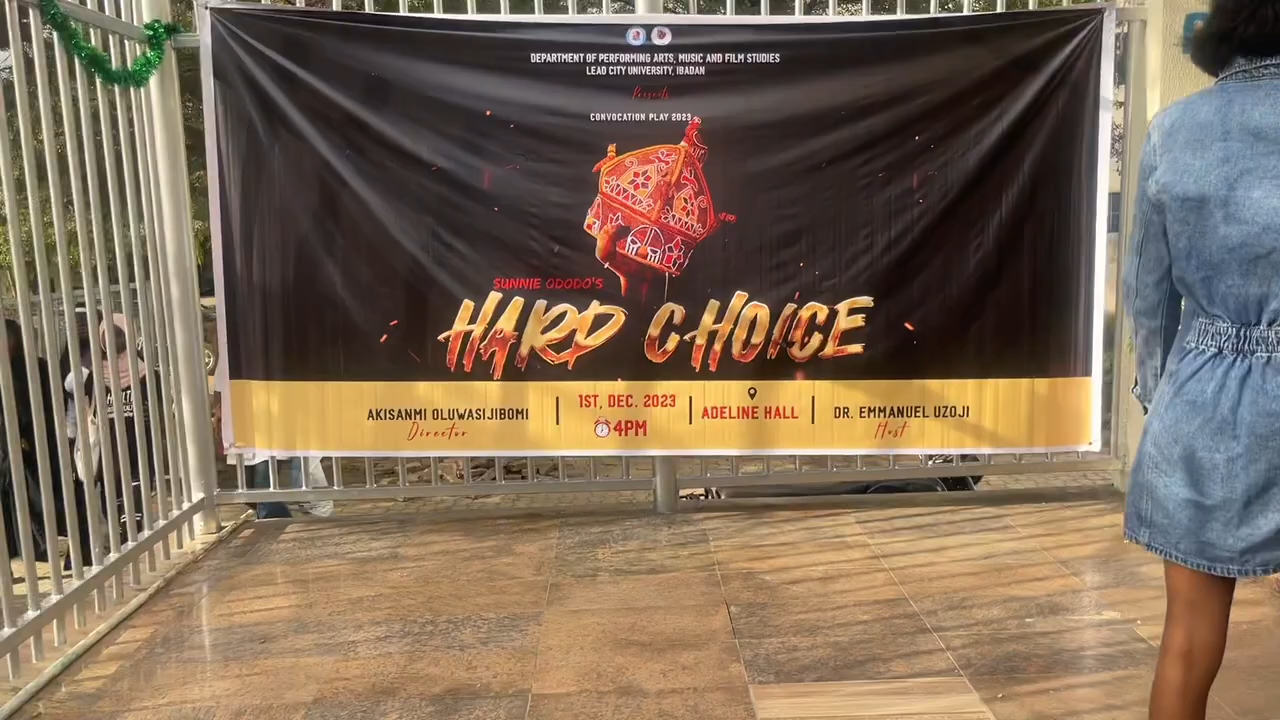 DEPARTMENT OF PERFORMING ARTS, MUSIC AND FILM STUDIES
LEAD CITY UNIVERSITY, IBADAN
Presents
CONVOCATION PLAY 2023
SUNNIE ODODO'S
HARD CHOICE
AKISANMI OLUWASIJIBOMI
Director
1ST, DEC. 2023
4PM
ADELINE HALL
DR. EMMANUEL UZOJI
Host